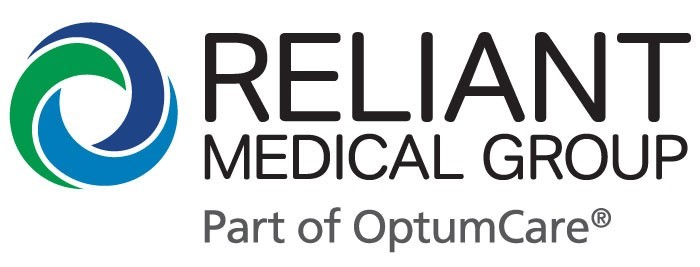 RELIANT
MEDICAL GROUP
Part of OptumCare®